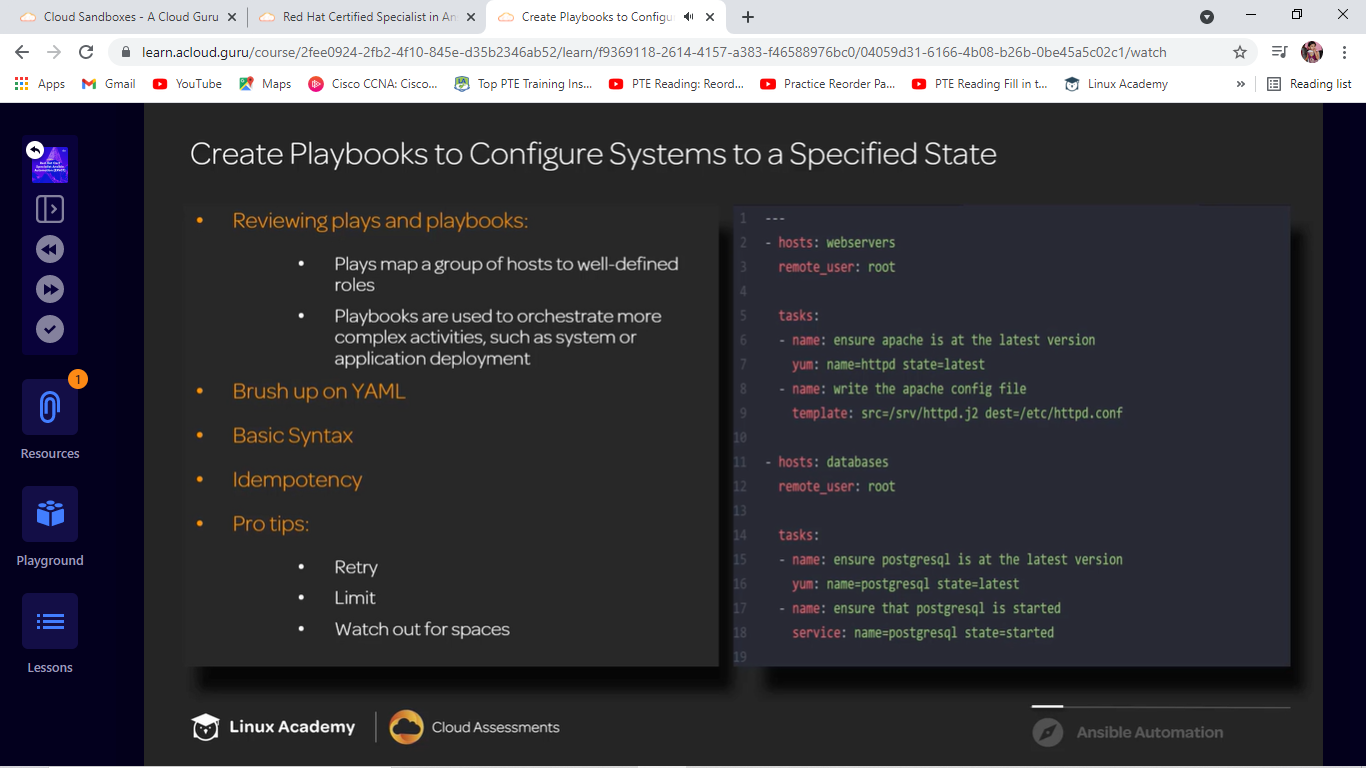 Cloud Sandboxes - A Cloud Guru
Red Hat Certified Specialist in An
Create Playbooks to Configu
learn.acloud.guru/course/2fee0924-2fb2-4f10-845e-d35b2346ab52/learn/f9369118-2614-4157-a383-f46588976bc0/04059d31-6166-4b08-b26b-0be45a5c02c1/watch
Apps
Gmail
YouTube
Maps
Cisco CCNA: Cisco...
Top PTE Training Ins...
PTE Reading: Reord...
Practice Reorder Pa...
PTE Reading Fill in t...
Linux Academy
»
Reading list
1
Resources
Playground
Lessons
Create Playbooks to Configure Systems to a Specified State
• Reviewing plays and playbooks:
• Plays map a group of hosts to well-defined
roles
• Playbooks are used to orchestrate more
complex activities, such as system or
application deployment
• Brush up on YAML
• Basic Syntax
• Idempotency
• Pro tips:
• Retry
• Limit
• Watch out for spaces
1 ---
2 - hosts: webservers
3 remote_user: root
4
5 tasks:
6 - name: ensure apache is at the latest version
7 yum: name=httpd state=latest
8 - name: write the apache config file
9 template: src=/srv/httpd.j2 dest=/etc/httpd.conf
10
11 - hosts: databases
12 remote_user: root
13
14 tasks:
15 - name: ensure postgresql is at the latest version
16 yum: name=postgresql state=latest
17 - name: ensure that postgresql is started
18 service: name=postgresql state=started
19
Linux Academy
Cloud Assessments
Ansible Automation